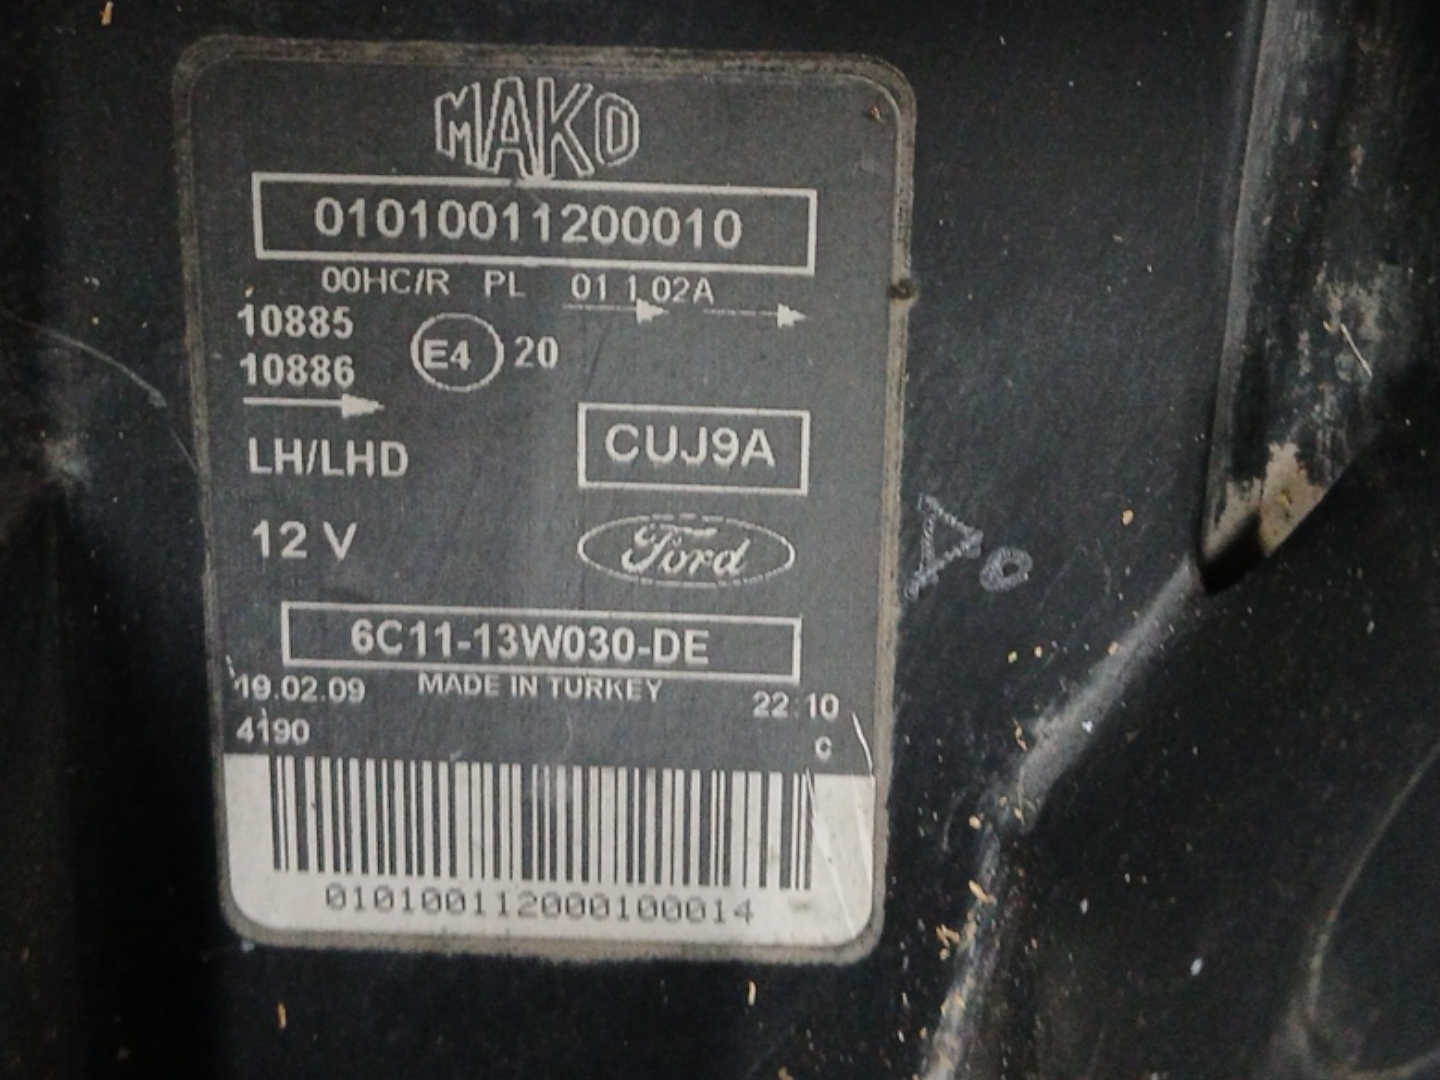 MAKO
01010011200010
00HC/R PL 01 1 02A
10885
10886
E4 20
LH/LHD
CUJ9A
12 V
Ford
6C11-13W030-DE
19.02.09 MADE IN TURKEY 22:10
4190 C
010100112000100014